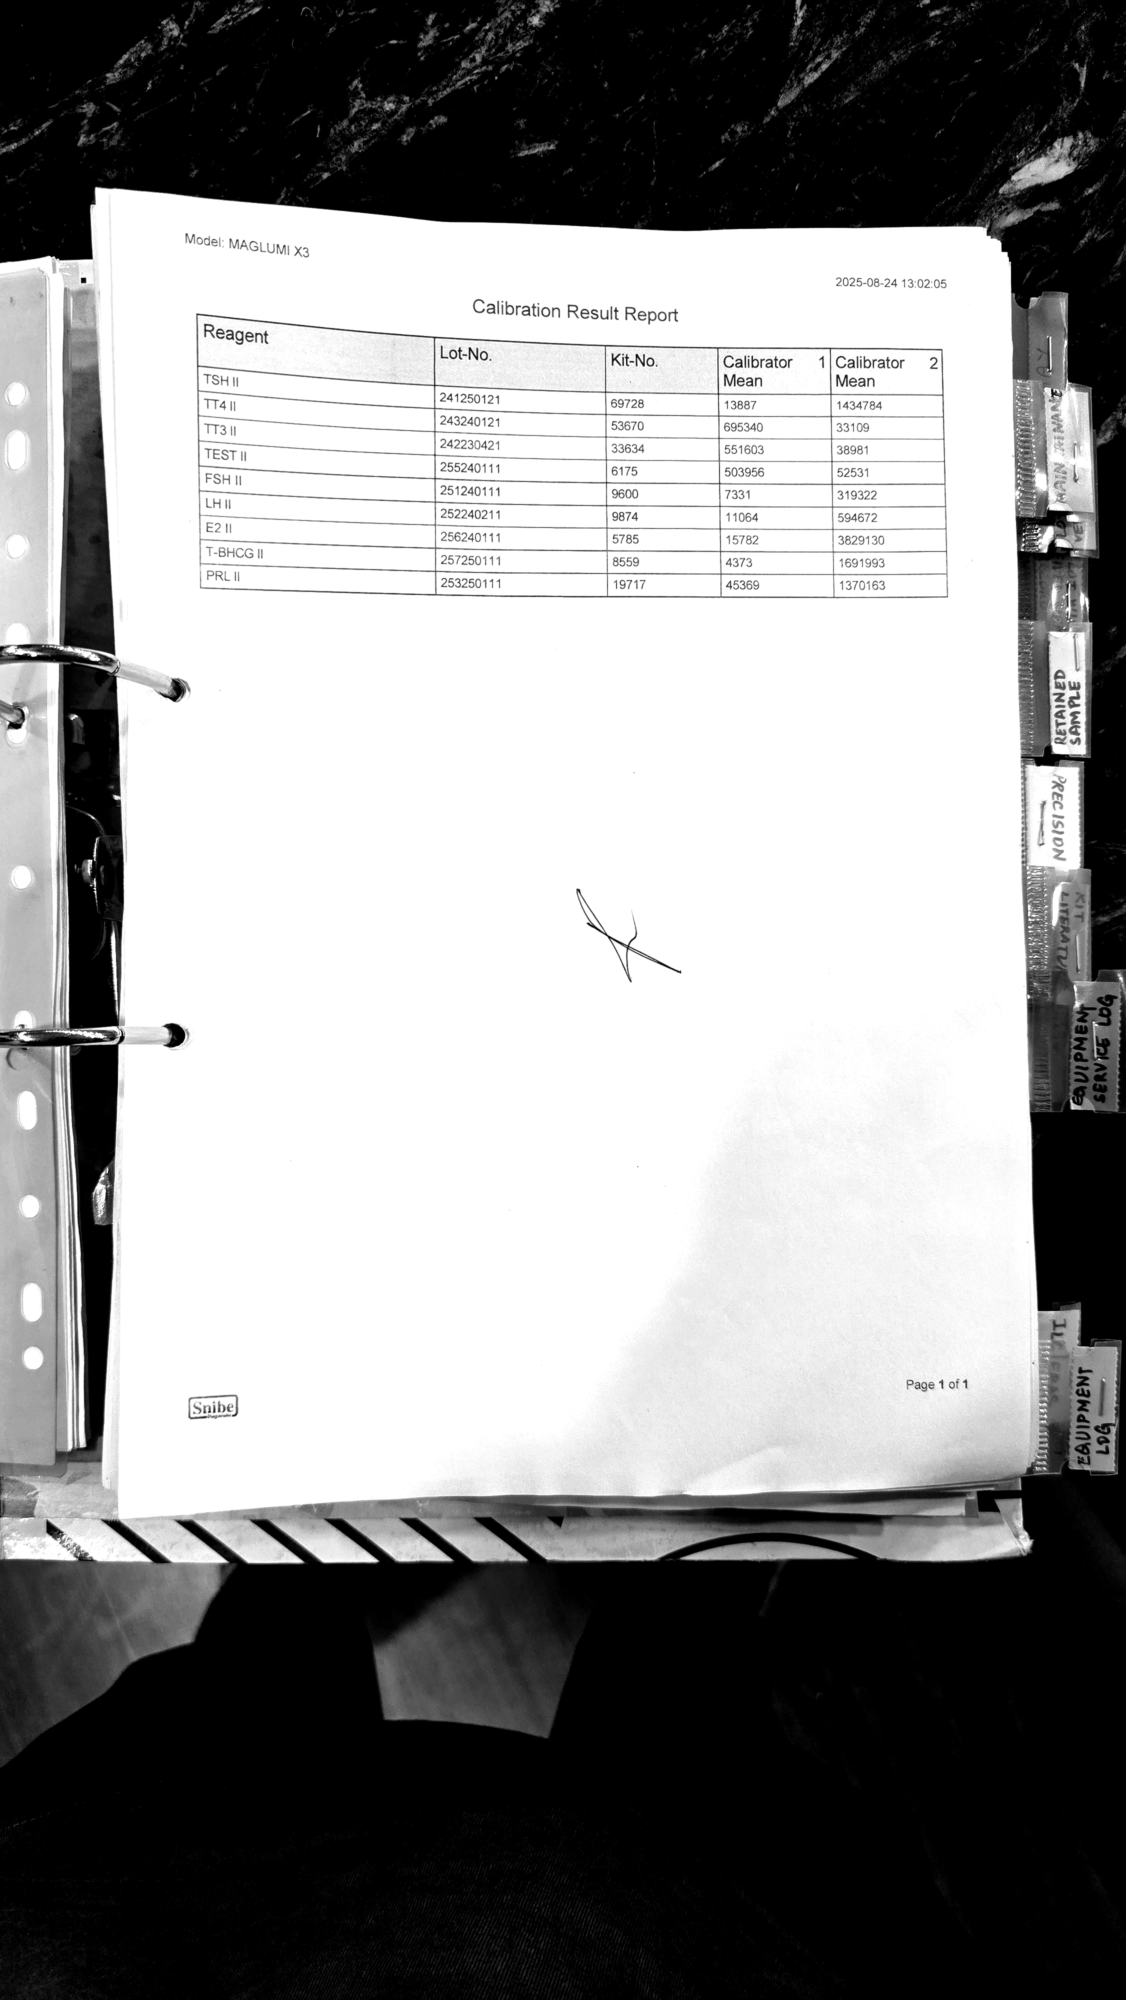 Model: MAGLUMI X3
2025-08-24 13:02:05
Calibration Result Report
Reagent Lot-No. Kit-No. Calibrator 1 Mean Calibrator 2 Mean
TSH II 241250121 69728 13887 1434784
TT4 II 243240121 53670 695340 33109
TT3 II 242230421 33634 551603 38981
TEST II 255240111 6175 503956 52531
FSH II 251240111 9600 7331 319322
LH II 252240211 9874 11064 594672
E2 II 256240111 5785 15782 3829130
T-BHCG II 257250111 8559 4373 1691993
PRL II 253250111 19717 45369 1370163
RETAINED
SAMPLE
PRECISION
KIT
EQUIPMENT
SERVICE LOG
EQUIPMENT
LOG
Snibe
Page 1 of 1